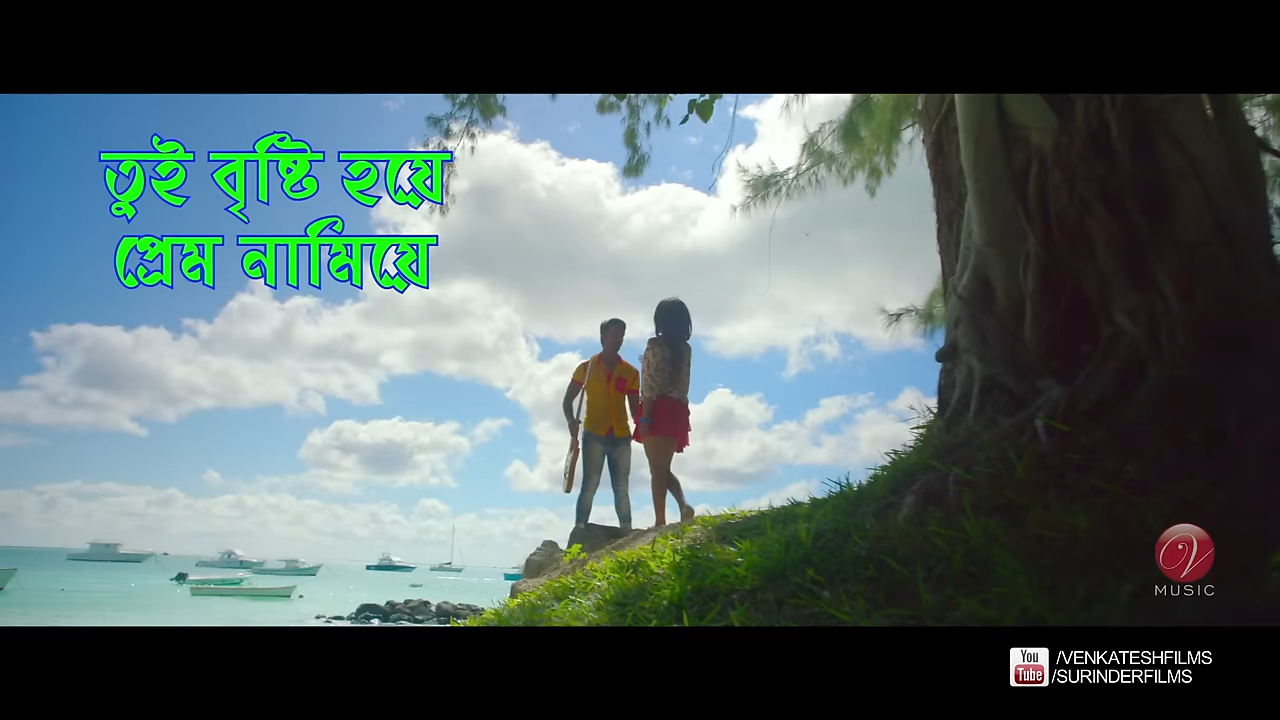 তুই বৃষ্টি হয়ে
প্রেম নামিয়ে
V
MUSIC
You Tube /VENKATESHFILMS
/SURINDERFILMS